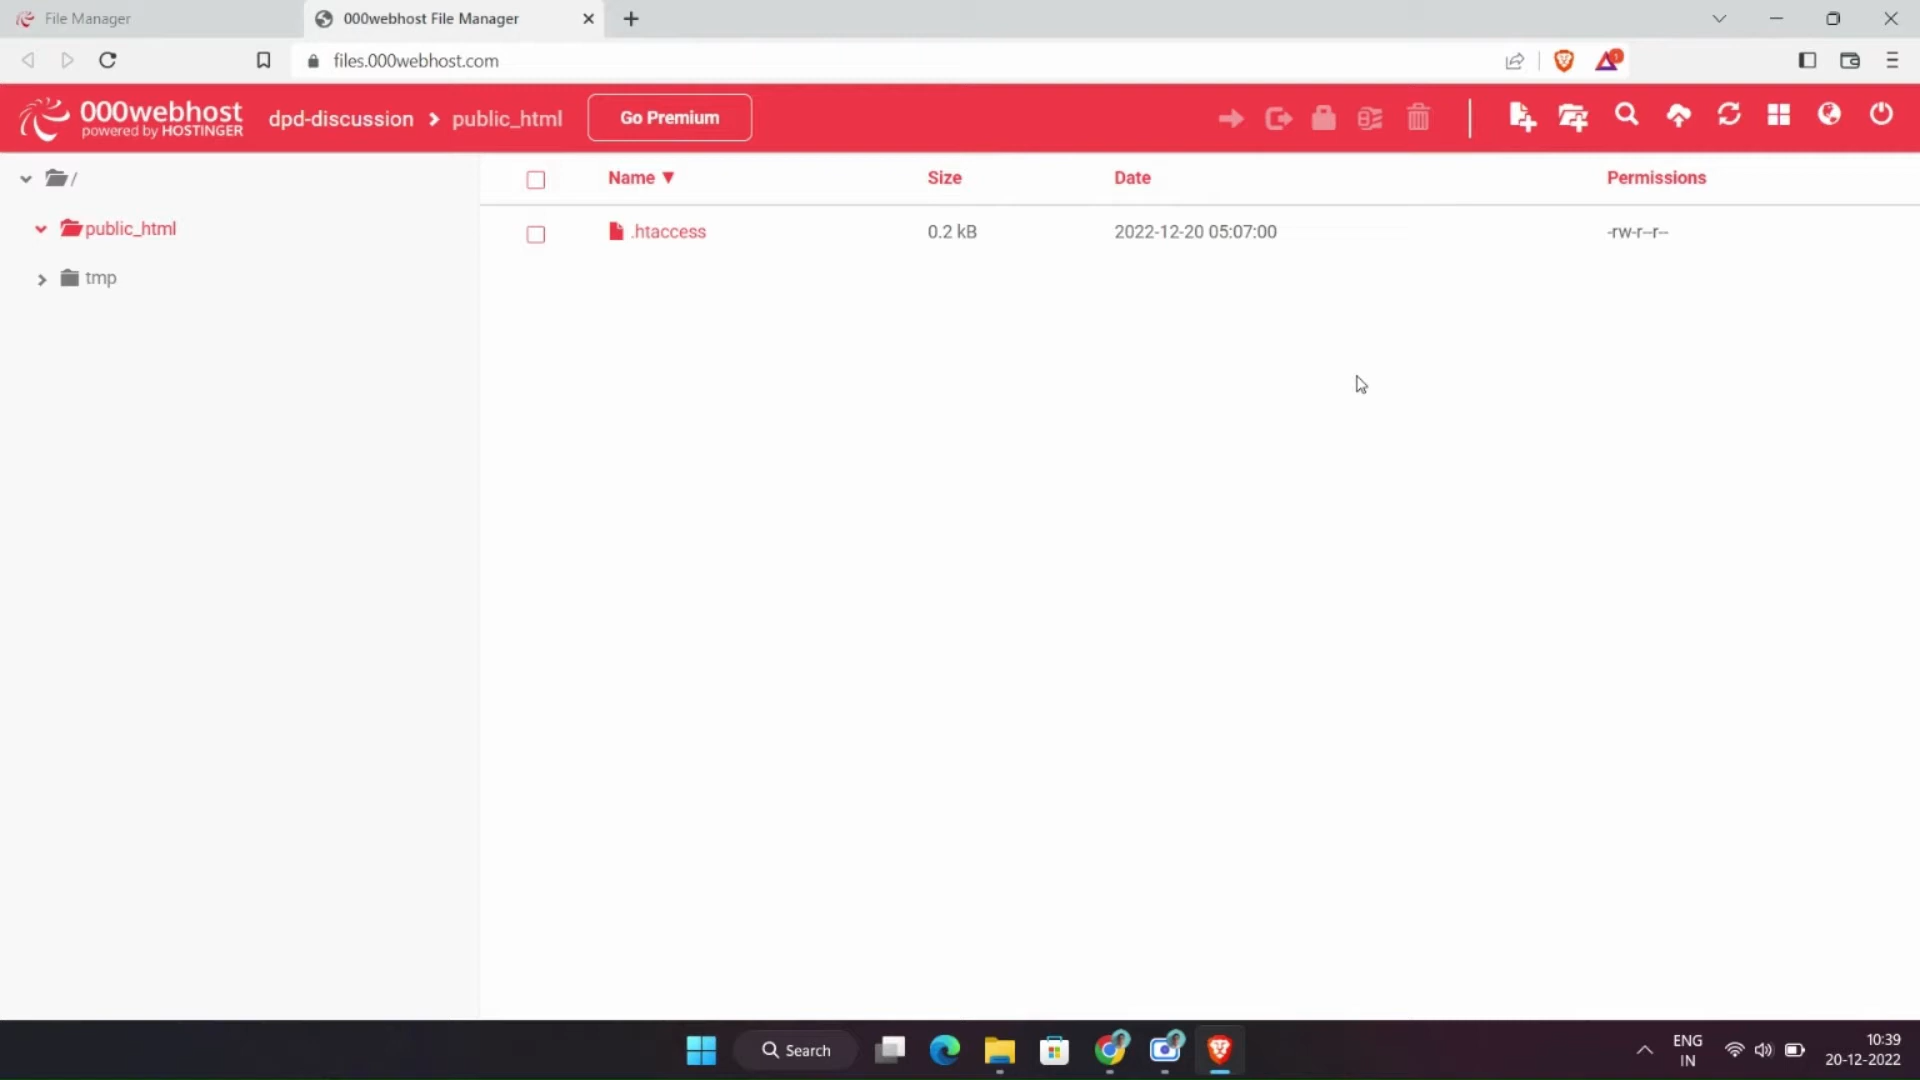 File Manager
000webhost File Manager
files.000webhost.com
000webhost
powered by HOSTINGER
dpd-discussion
public_html
Go Premium
/
public_html
tmp
Name ▼ Size Date Permissions
.htaccess 0.2 kB 2022-12-20 05:07:00 -rw-r--r--
Search
ENG
IN
10:39
20-12-2022